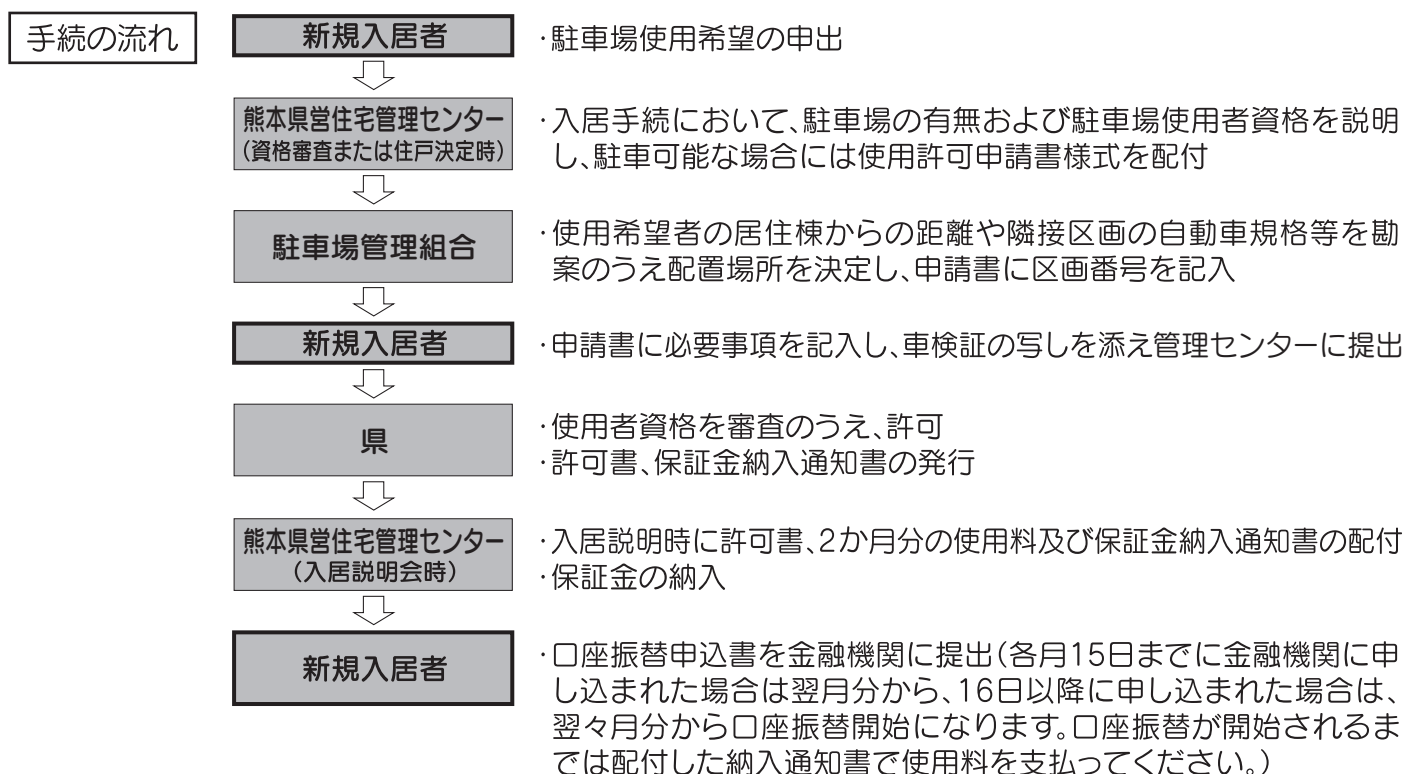 手続の流れ
新規入居者
・駐車場使用希望の申出
熊本県営住宅管理センター
(資格審査または住戸決定時)
・入居手続において、駐車場の有無および駐車場使用者資格を説明
し、駐車可能な場合には使用許可申請書様式を配付
駐車場管理組合
・使用希望者の居住棟からの距離や隣接区画の自動車規格等を勘
案のうえ配置場所を決定し、申請書に区画番号を記入
新規入居者
・申請書に必要事項を記入し、車検証の写しを添え管理センターに提出
県
・使用者資格を審査のうえ、許可
・許可書、保証金納入通知書の発行
熊本県営住宅管理センター
(入居説明会時)
・入居説明時に許可書、2か月分の使用料及び保証金納入通知書の配付
・保証金の納入
新規入居者
・口座振替申込書を金融機関に提出(各月15日までに金融機関に申
し込まれた場合は翌月分から、16日以降に申し込まれた場合は、
翌々月分から口座振替開始になります。口座振替が開始されるま
では配付した納入通知書で使用料を支払ってください。)